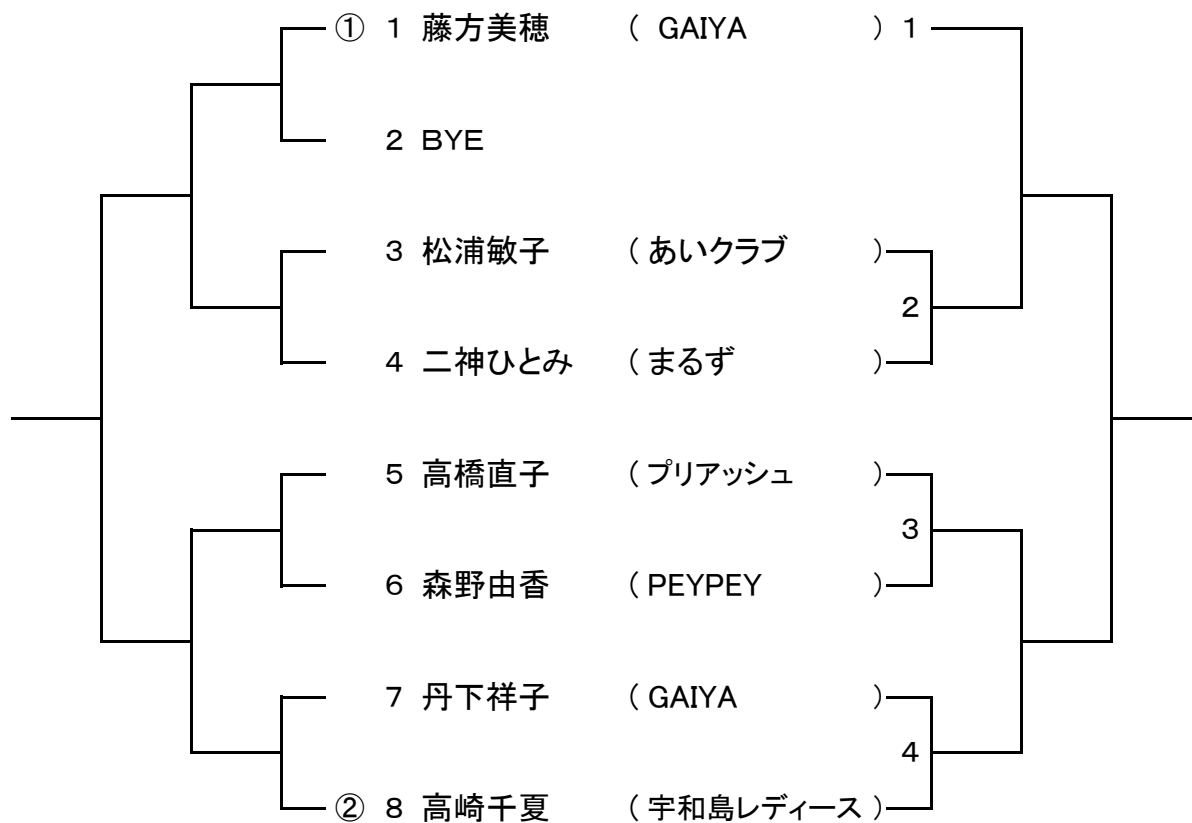 ① 1 藤方美穂 ( GAIYA ) 1
2 BYE
3 松浦敏子 ( あいクラブ )
2
4 二神ひとみ ( まるず )
5 高橋直子 ( プリアッシュ )
3
6 森野由香 ( PEYPEY )
7 丹下祥子 ( GAIYA )
4
② 8 高崎千夏 ( 宇和島レディース )